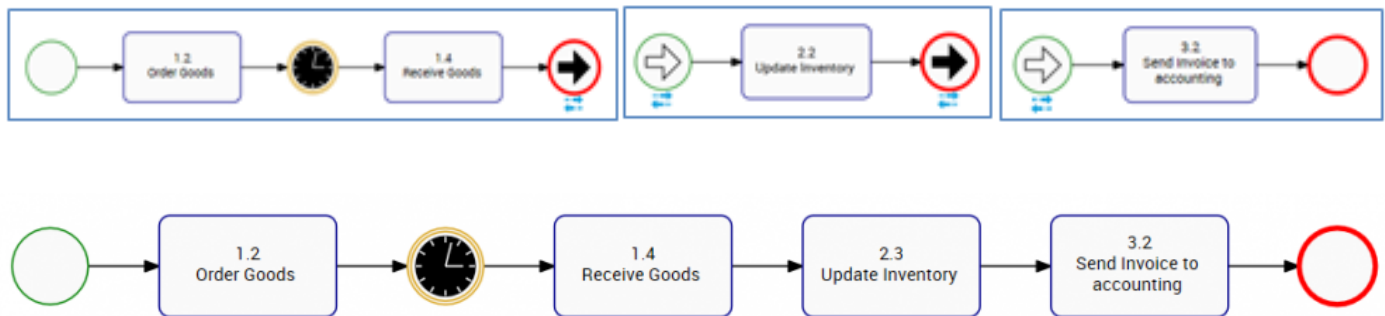 1.2
Order Goods
1.4
Receive Goods
2.2
Update Inventory
3.2
Send Invoice to
accounting
1.2
Order Goods
1.4
Receive Goods
2.3
Update Inventory
3.2
Send Invoice to
accounting